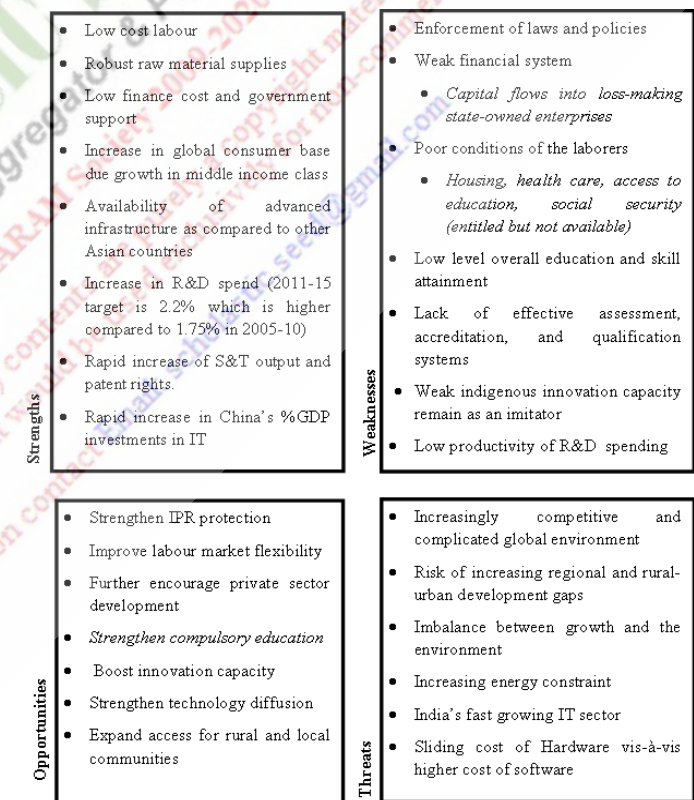 Strengths
• Low cost labour
• Robust raw material supplies
• Low finance cost and government
support
• Increase in global consumer base
due growth in middle income class
• Availability of advanced
infrastructure as compared to other
Asian countries
• Increase in R&D spend (2011-15
target is 2.2% which is higher
compared to 1.75% in 2005-10)
• Rapid increase of S&T output and
patent rights.
• Rapid increase in China's %GDP
investments in IT
Weaknesses
• Enforcement of laws and policies
• Weak financial system
• Capital flows into loss-making
state-owned enterprises
• Poor conditions of the laborers
• Housing, health care, access to
education, social security
(entitled but not available)
• Low level overall education and skill
attainment
• Lack of effective assessment,
accreditation, and qualification
systems
• Weak indigenous innovation capacity
remain as an imitator
• Low productivity of R&D spending
Opportunities
• Strengthen IPR protection
• Improve labour market flexibility
• Further encourage private sector
development
• Strengthen compulsory education
• Boost innovation capacity
• Strengthen technology diffusion
• Expand access for rural and local
communities
Threats
• Increasingly competitive and
complicated global environment
• Risk of increasing regional and rural-
urban development gaps
• Imbalance between growth and the
environment
• Increasing energy constraint
• India's fast growing IT sector
• Sliding cost of Hardware vis-à-vis
higher cost of software